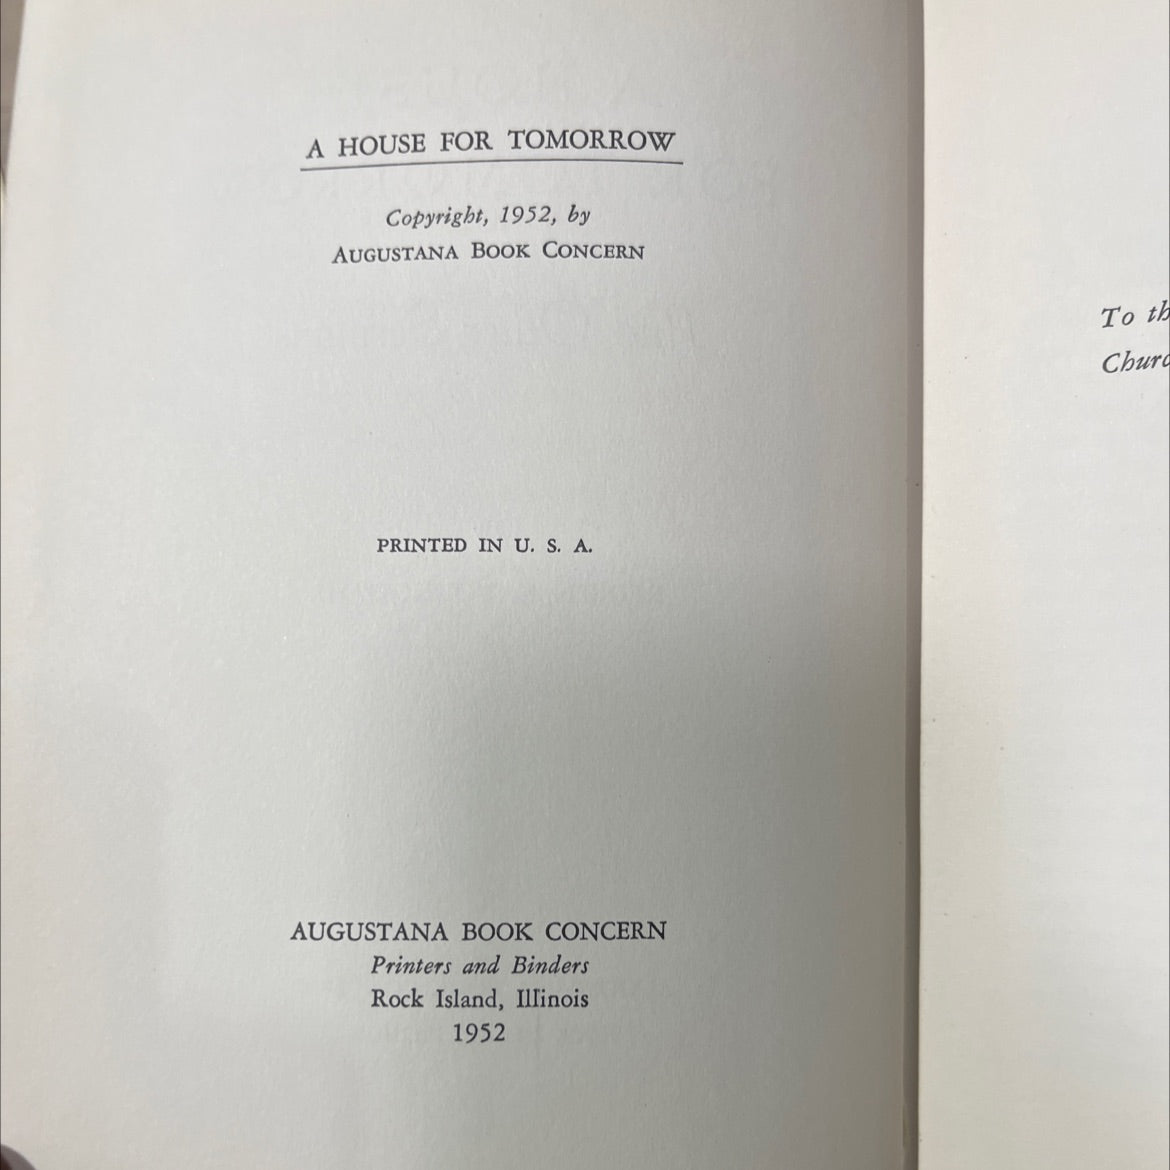 A HOUSE FOR TOMORROW
Copyright, 1952, by
AUGUSTANA BOOK CONCERN
PRINTED IN U. S. A.
AUGUSTANA BOOK CONCERN
Printers and Binders
Rock Island, Illinois
1952
To